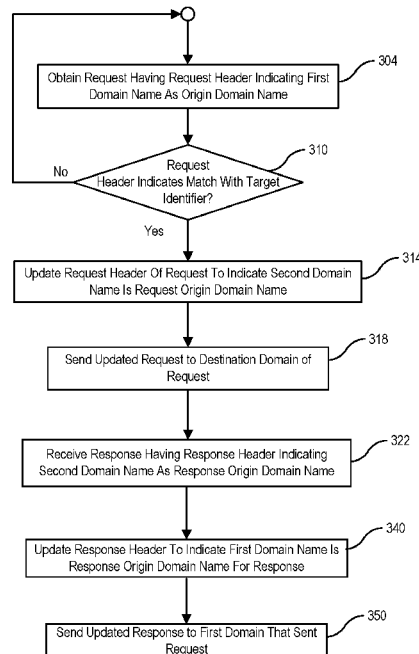 Obtain Request Having Request Header Indicating First
Domain Name As Origin Domain Name
304
Request
Header Indicates Match With Target
Identifier?
310
No
Yes
Update Request Header Of Request To Indicate Second Domain
Name Is Request Origin Domain Name
314
Send Updated Request to Destination Domain of
Request
318
Receive Response Having Response Header Indicating
Second Domain Name As Response Origin Domain Name
322
Update Response Header To Indicate First Domain Name Is
Response Origin Domain Name For Response
340
Send Updated Response to First Domain That Sent
Request
350